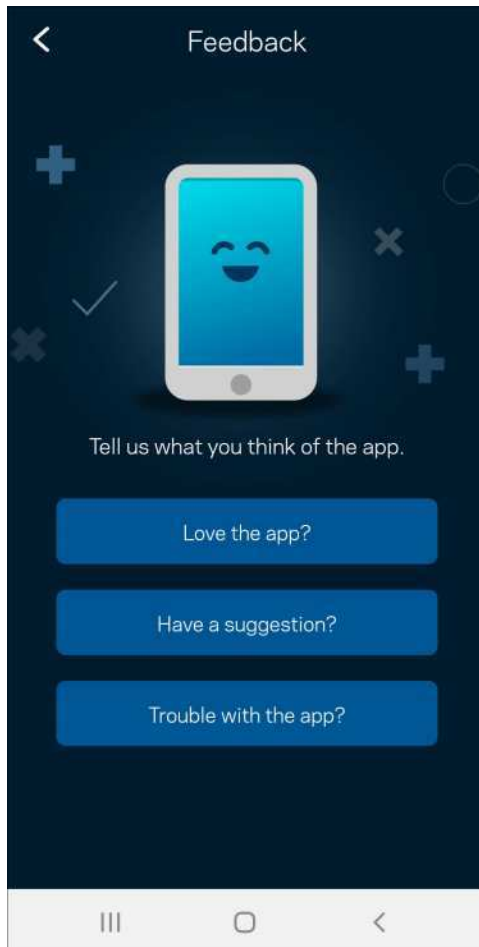 Feedback
Tell us what you think of the app.
Love the app?
Have a suggestion?
Trouble with the app?